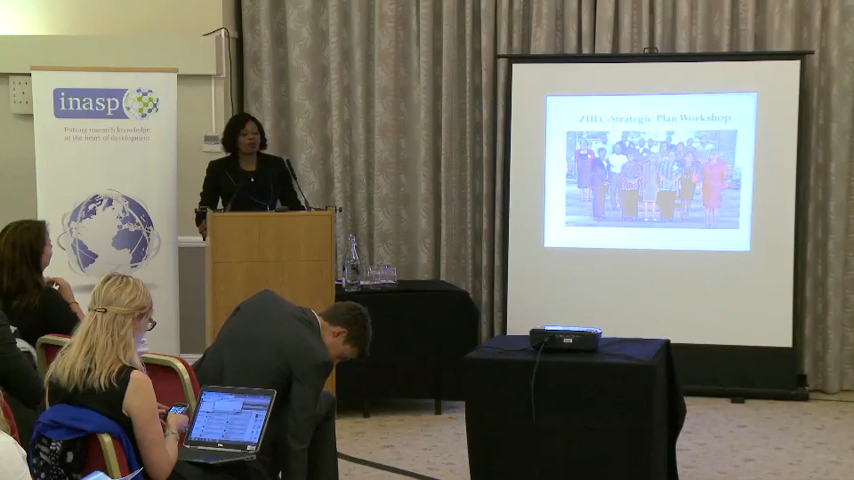 inasp
Putting research knowledge
at the heart of development
ZULC-Strategic Plan Workshop